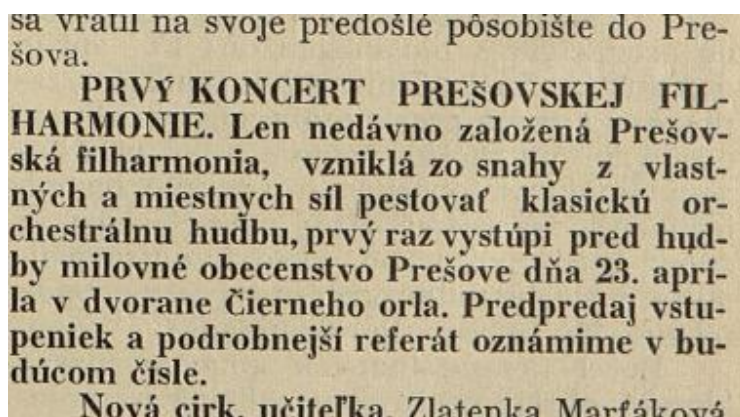 sa vrátil na svoje predošlé pôsobište do Pre-
šova.
PRVÝ KONCERT PREŠOVSKEJ FIL-
HARMONIE. Len nedávno založená Prešov-
ská filharmonia, vzniklá zo snahy z vlast-
ných a miestnych síl pestovať klasickú or-
chestrálnu hudbu, prvý raz vystúpi pred hud-
by milovné obecenstvo Prešove dňa 23. aprí-
la v dvorane Čierneho orla. Predpredaj vstu-
peniek a podrobnejší referát oznámime v bu-
dúcom čísle.
Nová cirk. učiteľka. Zlatenka Marťáková